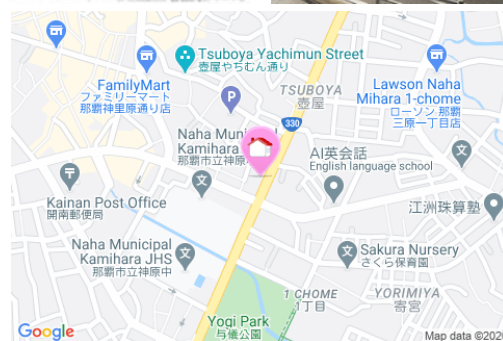 Tsuboya Yachimun Street
壺屋やちむん通り
FamilyMart
ファミリーマート
那覇神里原通り店
P
TSUBOYA
壺屋
Lawson Naha
Mihara 1-chome
ローソン 那覇
三原一丁目店
330
Naha Mun
Kamihara
那覇市立神原
AI英会話
English language school
文
Kainan Post Office
開南郵便局
江洲珠算塾
Naha Municipal
Kamihara JHS
那覇市立神原中
Sakura Nursery
さくら保育園
1 CHOME
1丁目
YORIMIYA
寄宮
Yogi Park
与儀公園
Google
Map data ©202